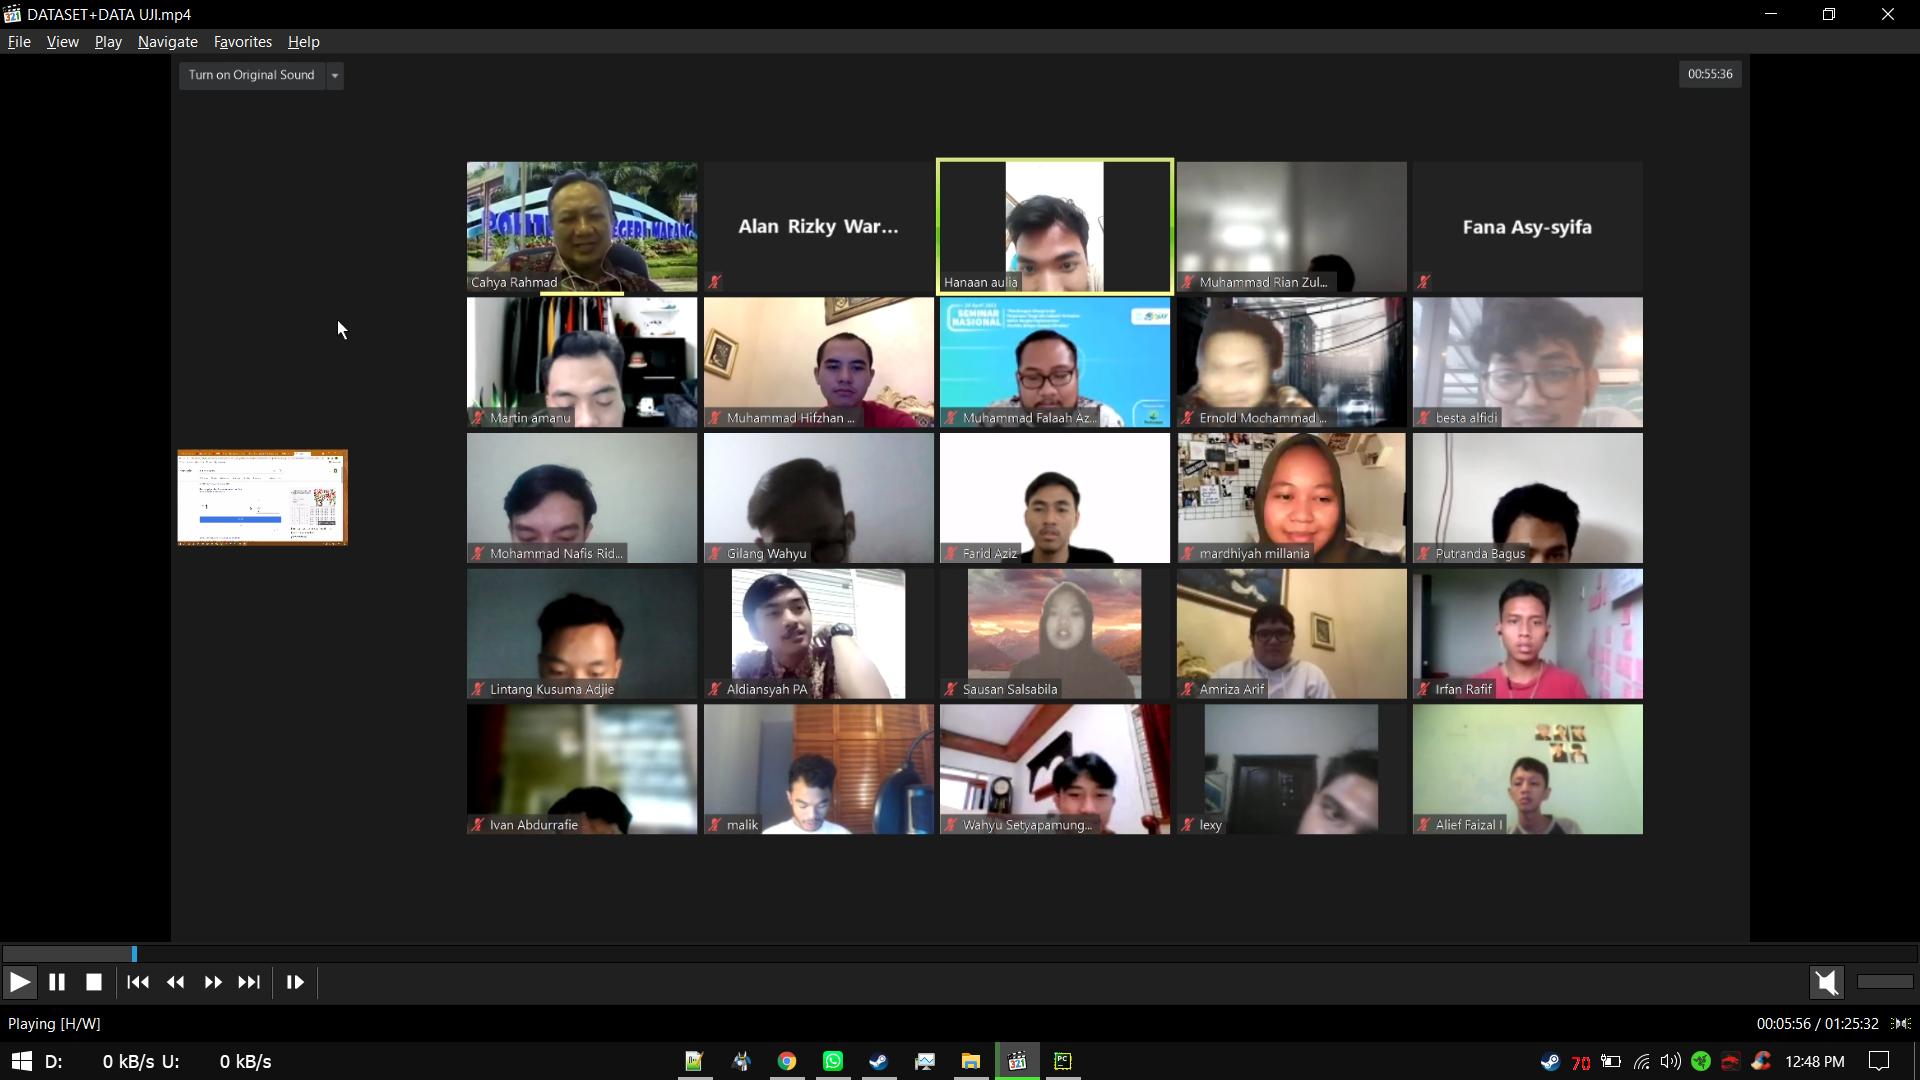 DATASET+DATA UJI.mp4
File View Play Navigate Favorites Help
Turn on Original Sound
00:55:36
Cahya Rahmad
Alan Rizky War...
Hanaan aulia
Muhammad Rian Zul...
Fana Asy-syifa
SEMINAR
NASIONAL
Martin amanu
Muhammad Hifzhan ...
Muhammad Falaah Az...
Ernold Mochammad ...
besta alfidi
Mohammad Nafis Rid...
Gilang Wahyu
Farid Aziz
mardhiyah millania
Putranda Bagus
Lintang Kusuma Adjie
Aldiansyah PA
Sausan Salsabila
Amriza Arif
Irfan Rafif
Ivan Abdurrafie
malik
Wahyu Setyapamung...
lexy
Alief Faizal I
Playing [H/W]
00:05:56 / 01:25:32
D: 0 kB/s U: 0 kB/s
70
12:48 PM